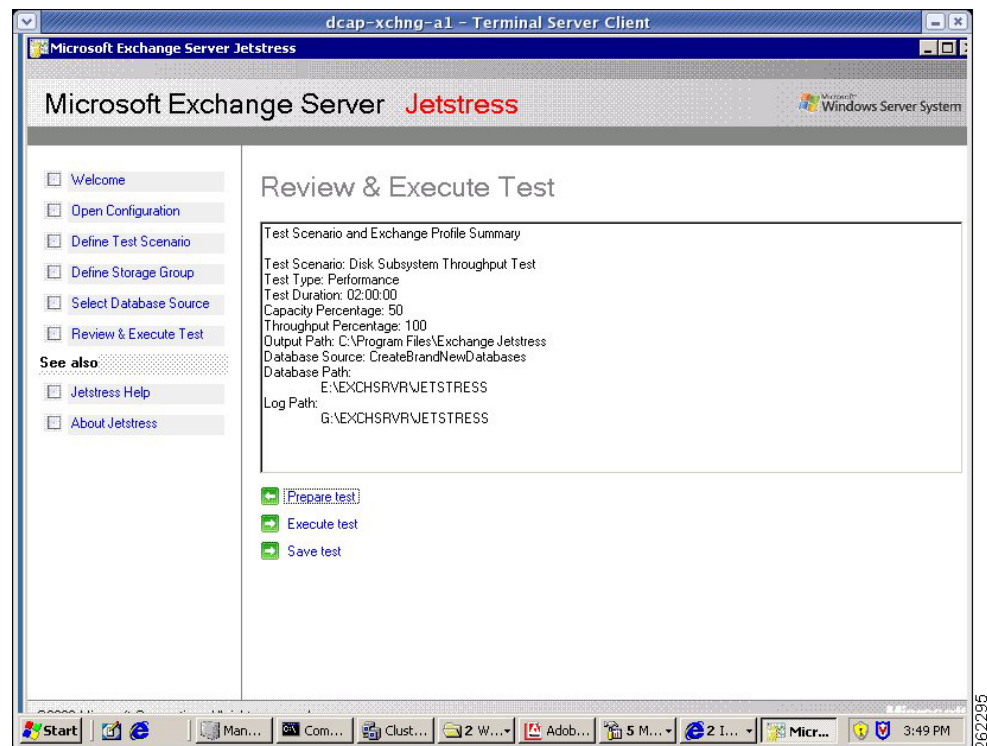 dcap-xchng-a1 - Terminal Server Client
Microsoft Exchange Server Jetstress
Microsoft Exchange Server Jetstress
Microsoft
Windows Server System
Welcome
Open Configuration
Define Test Scenario
Define Storage Group
Select Database Source
Review & Execute Test
See also
Jetstress Help
About Jetstress
Review & Execute Test
Test Scenario and Exchange Profile Summary
Test Scenario: Disk Subsystem Throughput Test
Test Type: Performance
Test Duration: 02:00:00
Capacity Percentage: 50
Throughput Percentage: 100
Output Path: C:\Program Files\Exchange Jetstress
Database Source: CreateBrandNewDatabases
Database Path:
E:\EXCHSRVR\JETSTRESS
Log Path:
G:\EXCHSRVR\JETSTRESS
Prepare test
Execute test
Save test
Start
Man...
Com...
Clust...
2 W...
Adob...
5 M...
2 I...
Micr...
3:49 PM
262295